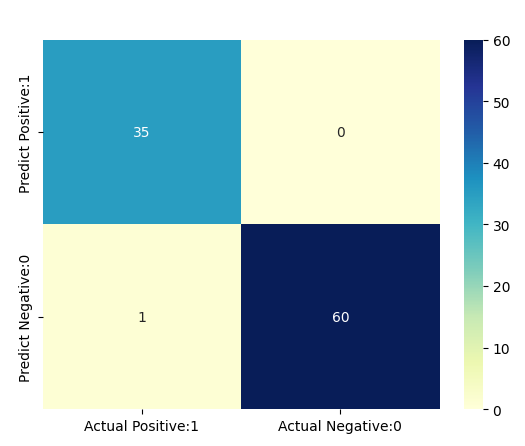 Predict Positive:1
35
0
Predict Negative:0
1
60
Actual Positive:1
Actual Negative:0
60
50
40
30
20
10
0